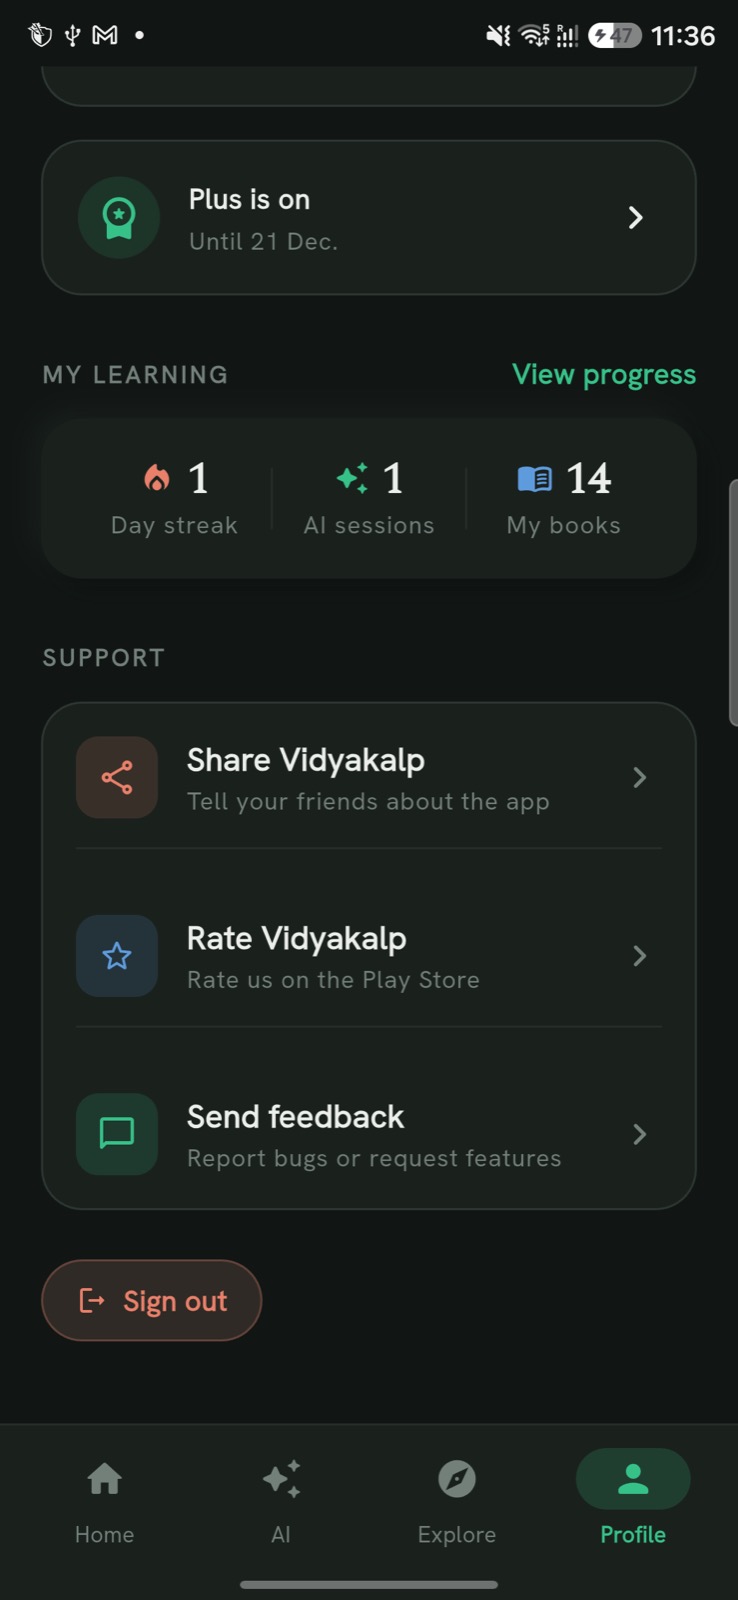 47 11:36
Plus is on
Until 21 Dec.
MY LEARNING
View progress
1
Day streak
1
AI sessions
14
My books
SUPPORT
Share Vidyakalp
Tell your friends about the app
Rate Vidyakalp
Rate us on the Play Store
Send feedback
Report bugs or request features
Sign out
Home
AI
Explore
Profile